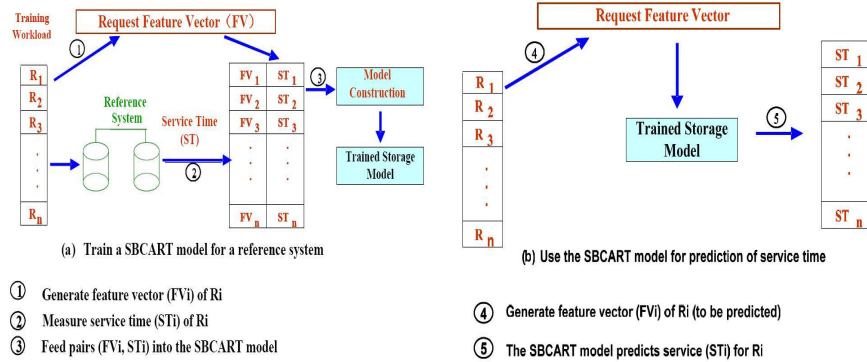 Training
Workload
Request Feature Vector (FV)
1
R1
R2
R3
.
.
.
Rn
Reference
System
Service Time
(ST)
2
FV1 ST1
FV2 ST2
FV3 ST3
. .
. .
. .
FVn STn
3
Model
Construction
Trained Storage
Model
(a) Train a SBCART model for a reference system
1 Generate feature vector (FVi) of Ri
2 Measure service time (STi) of Ri
3 Feed pairs (FVi, STi) into the SBCART model
Request Feature Vector
4
R1
R2
R3
.
.
.
Rn
Trained Storage
Model
5
ST1
ST2
ST3
.
.
.
STn
(b) Use the SBCART model for prediction of service time
4 Generate feature vector (FVi) of Ri (to be predicted)
5 The SBCART model predicts service (STi) for Ri